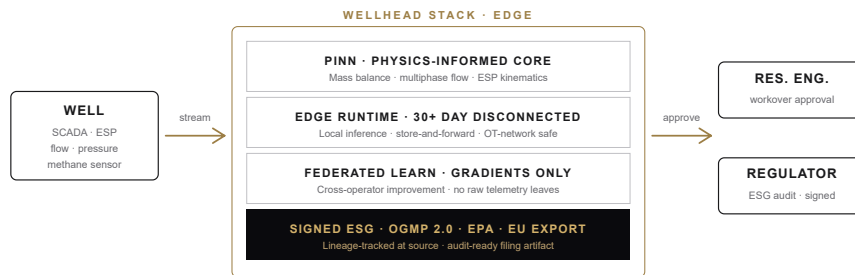 WELLHEAD STACK · EDGE
WELL
SCADA · ESP
flow · pressure
methane sensor
stream
PINN · PHYSICS-INFORMED CORE
Mass balance · multiphase flow · ESP kinematics
EDGE RUNTIME · 30+ DAY DISCONNECTED
Local inference · store-and-forward · OT-network safe
FEDERATED LEARN · GRADIENTS ONLY
Cross-operator improvement · no raw telemetry leaves
SIGNED ESG · OGMP 2.0 · EPA · EU EXPORT
Lineage-tracked at source · audit-ready filing artifact
approve
RES. ENG.
workover approval
REGULATOR
ESG audit · signed